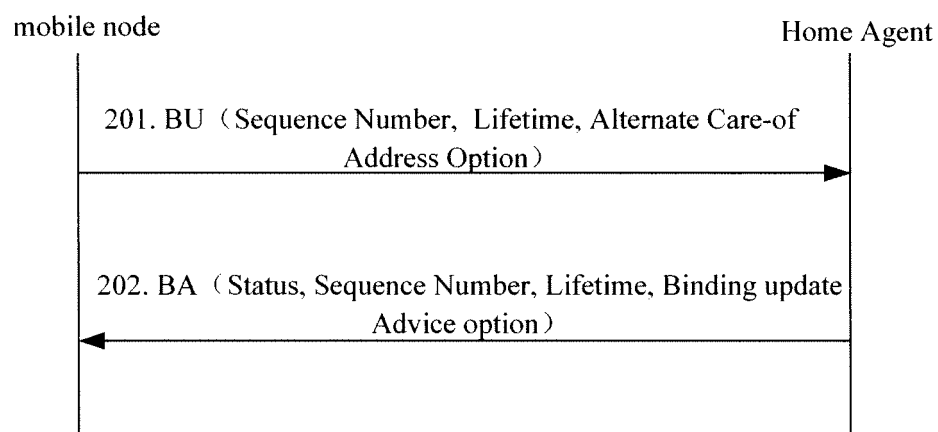 mobile node
Home Agent
201. BU（Sequence Number, Lifetime, Alternate Care-of
Address Option）
202. BA（Status, Sequence Number, Lifetime, Binding update
Advice option）